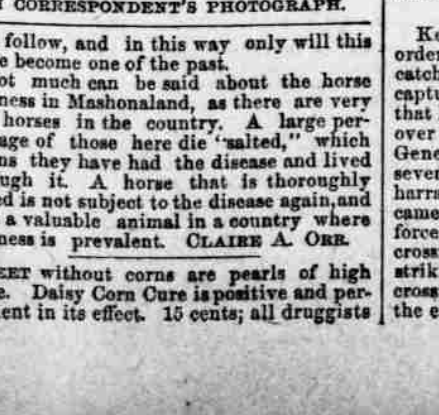 CORRESPONDENT'S PHOTOGRAPH.
follow, and in this way only will this
e become one of the past.
ot much can be said about the horse
ness in Mashonaland, as there are very
horses in the country. A large per-
age of those here die "salted," which
ns they have had the disease and lived
ugh it. A horse that is thoroughly
ed is not subject to the disease again, and
a valuable animal in a country where
ness is prevalent. CLAIRE A. ORR.
EET without corns are pearls of high
e. Daisy Corn Cure is positive and per-
ent in its effect. 15 cents; all druggists
Ke
order
catch
captu
that
over
Gene
sever
harra
came
force
cross
strik
cross
the e